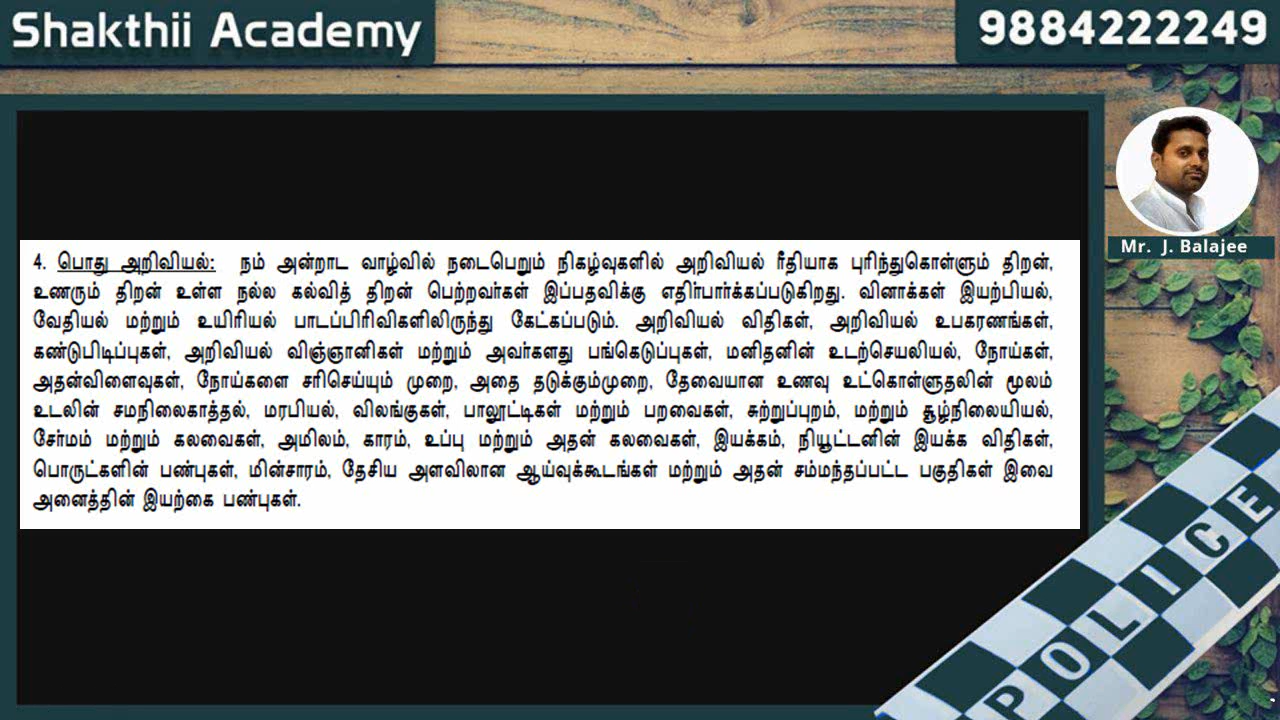 Shakthii Academy
9884222249
Mr. J. Balajee
4. பொது அறிவியல்: நம் அன்றாட வாழ்வில் நடைபெறும் நிகழ்வுகளில் அறிவியல் ரீதியாக புரிந்துகொள்ளும் திறன்,
உணரும் திறன் உள்ள நல்ல கல்வித் திறன் பெற்றவர்கள் இப்பதவிக்கு எதிர்பார்க்கப்படுகிறது. வினாக்கள் இயற்பியல்,
வேதியல் மற்றும் உயிரியல் பாடப்பிரிவிகளிலிருந்து கேட்கப்படும். அறிவியல் விதிகள், அறிவியல் உபகரணங்கள்,
கண்டுபிடிப்புகள், அறிவியல் விஞ்ஞானிகள் மற்றும் அவர்களது பங்கெடுப்புகள், மனிதனின் உடற்செயலியல், நோய்கள்,
அதன்விளைவுகள், நோய்களை சரிசெய்யும் முறை, அதை தடுக்கும்முறை, தேவையான உணவு உட்கொள்ளுதலின் மூலம்
உடலின் சமநிலைகாத்தல், மரபியல், விலங்குகள், பாலூட்டிகள் மற்றும் பறவைகள், சுற்றுப்புறம், மற்றும் சூழ்நிலையியல்,
சேர்மம் மற்றும் கலவைகள், அமிலம், காரம், உப்பு மற்றும் அதன் கலவைகள், இயக்கம், நியூட்டனின் இயக்க விதிகள்,
பொருட்களின் பண்புகள், மின்சாரம், தேசிய அளவிலான ஆய்வுக்கூடங்கள் மற்றும் அதன் சம்மந்தப்பட்ட பகுதிகள் இவை
அனைத்தின் இயற்கை பண்புகள்.
POLICE